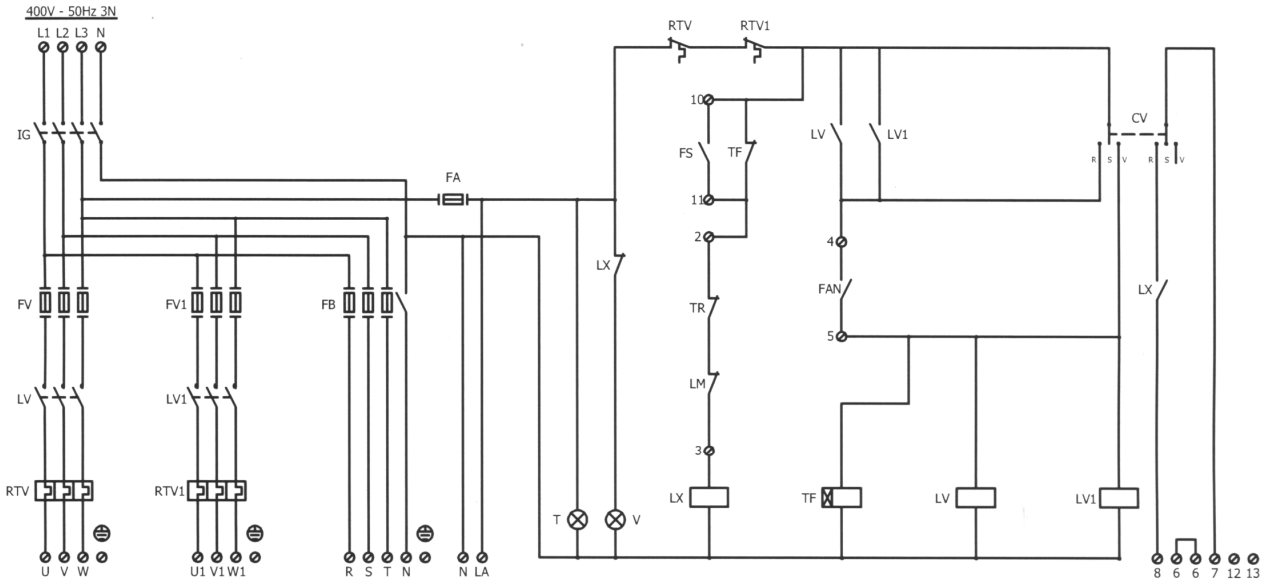 400V - 50Hz 3N
L1 L2 L3 N
RTV RTV1
10
CV
IG
LV LV1
FS TF
R S V R S V
FA
11
2
4
LX
FAN LX
FV FV1 FB
TR
5
LM
LV LV1
3
RTV RTV1
LX TF LV LV1
T V
U V W U1 V1 W1 R S T N N LA 8 6 6 7 12 13